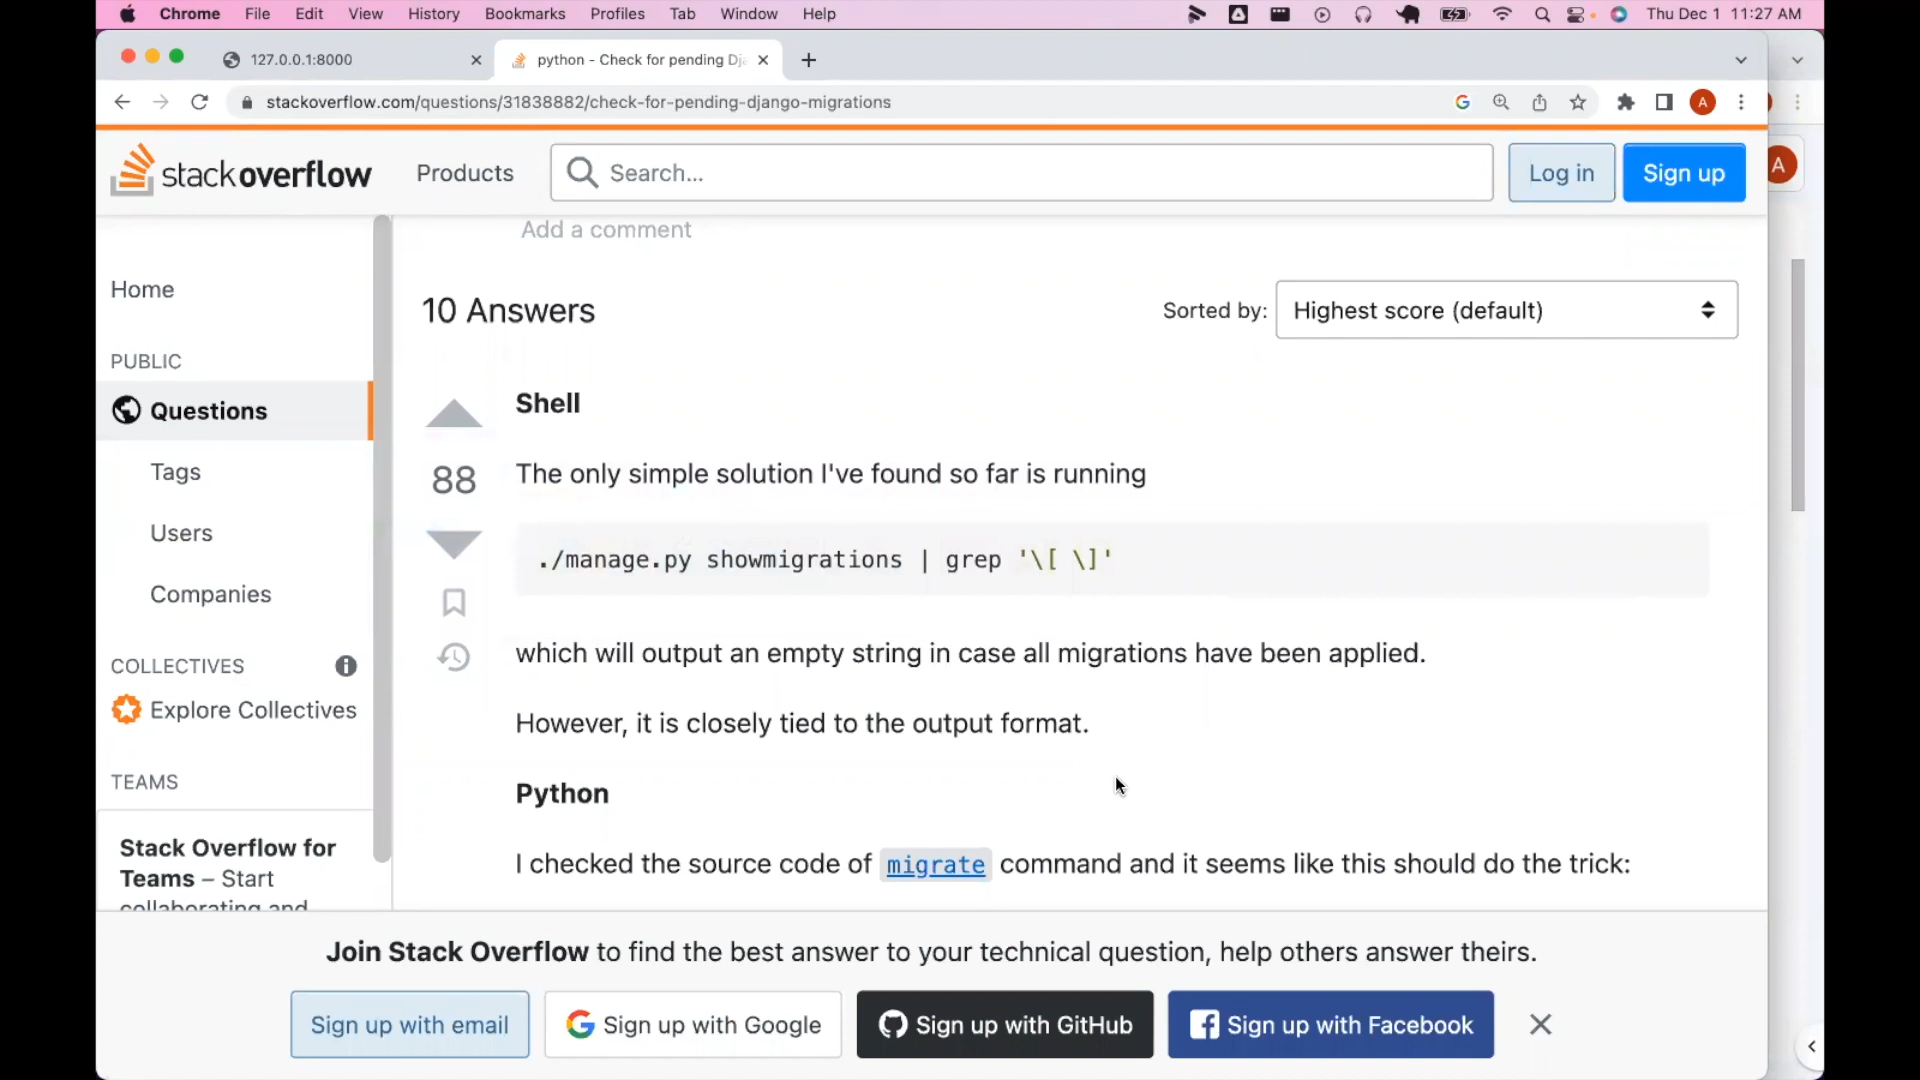 Chrome File Edit View History Bookmarks Profiles Tab Window Help Thu Dec 1 11:27 AM
127.0.0.1:8000 python - Check for pending Dj
stackoverflow.com/questions/31838882/check-for-pending-django-migrations A
stackoverflow Products Search... Log in Sign up A
Add a comment
Home
10 Answers Sorted by: Highest score (default)
PUBLIC
Questions
Tags
Users
Companies
COLLECTIVES
Explore Collectives
TEAMS
Stack Overflow for
Teams – Start
collaborating and
Shell
88
The only simple solution I've found so far is running
./manage.py showmigrations | grep '\[ \]'
which will output an empty string in case all migrations have been applied.
However, it is closely tied to the output format.
Python
I checked the source code of migrate command and it seems like this should do the trick:
Join Stack Overflow to find the best answer to your technical question, help others answer theirs.
Sign up with email Sign up with Google Sign up with GitHub Sign up with Facebook